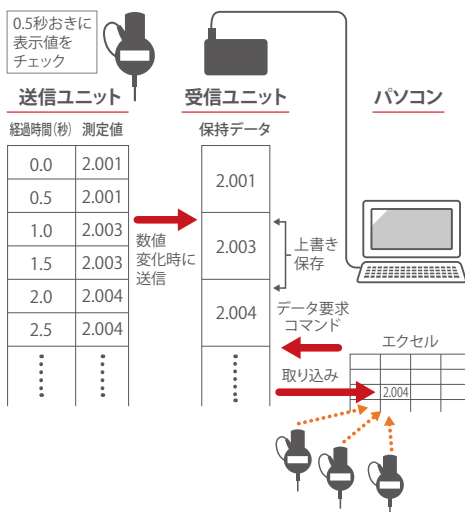 0.5秒おきに
表示値を
チェック
送信ユニット
受信ユニット
パソコン
経過時間(秒) 測定値
保持データ
0.0 2.001
0.5 2.001
1.0 2.003
1.5 2.003
2.0 2.004
2.5 2.004
数値
変化時に
送信
2.001
2.003
2.004
上書き
保存
データ要求
コマンド
エクセル
取り込み
2.004